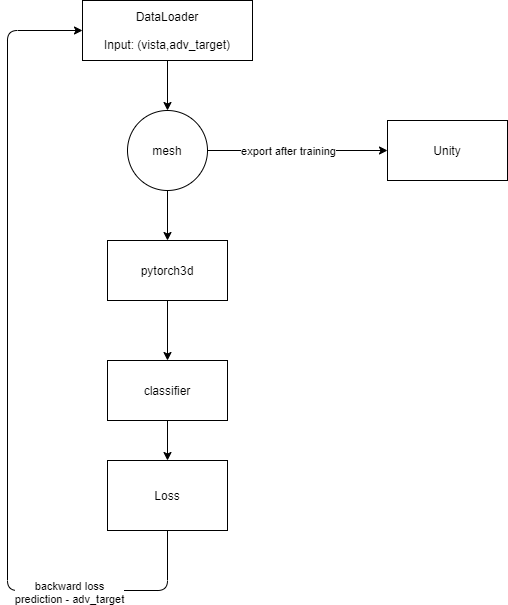 DataLoader
Input: (vista,adv_target)
mesh
export after training
Unity
pytorch3d
classifier
Loss
backward loss
prediction - adv_target